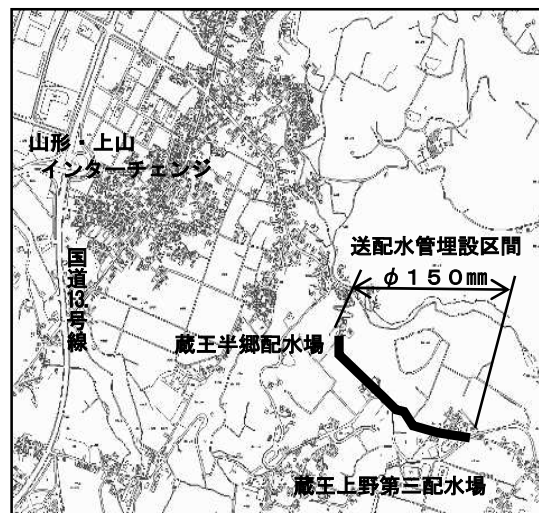 山形・上山
インターチェンジ
国道13号線
送配水管埋設区間
φ150㎜
蔵王半郷配水場
蔵王上野第三配水場